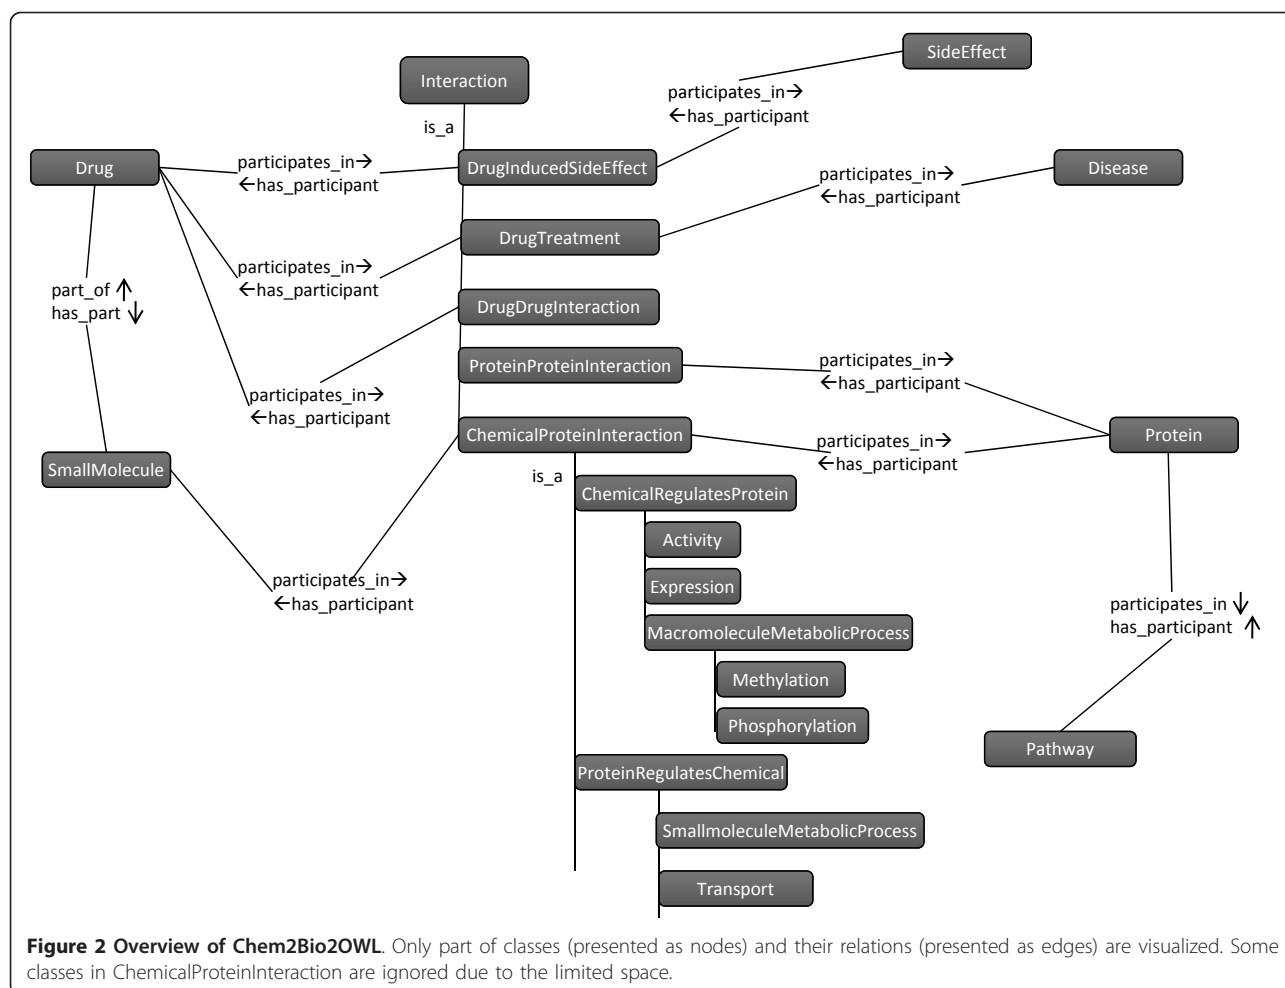 SideEffect
Interaction
participates_in→
←has_participant
is_a
Drug
participates_in→
←has_participant
DrugInducedSideEffect
participates_in→
←has_participant
Disease
DrugTreatment
participates_in→
←has_participant
part_of ↑
has_part ↓
DrugDrugInteraction
ProteinProteinInteraction
participates_in→
←has_participant
participates_in→
←has_participant
ChemicalProteinInteraction
participates_in→
←has_participant
Protein
SmallMolecule
is_a
ChemicalRegulatesProtein
Activity
participates_in→
←has_participant
Expression
participates_in ↓
has_participant ↑
MacromoleculeMetabolicProcess
Methylation
Phosphorylation
Pathway
ProteinRegulatesChemical
SmallmoleculeMetabolicProcess
Transport
Figure 2 Overview of Chem2Bio2OWL. Only part of classes (presented as nodes) and their relations (presented as edges) are visualized. Some
classes in ChemicalProteinInteraction are ignored due to the limited space.